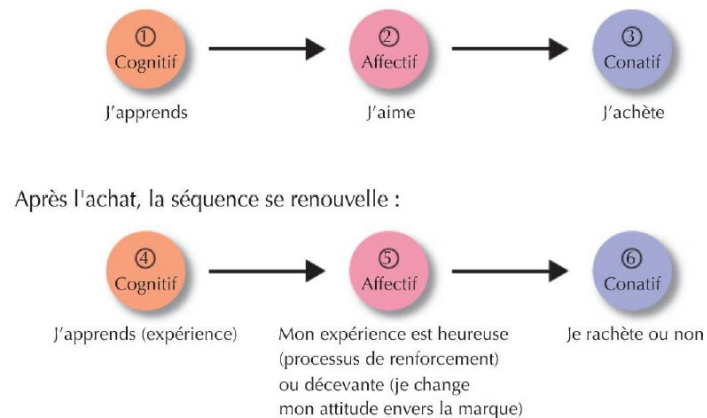 ① ② ③
Cognitif Affectif Conatif
J'apprends J'aime J'achète
Après l'achat, la séquence se renouvelle :
④ ⑤ ⑥
Cognitif Affectif Conatif
J'apprends (expérience) Mon expérience est heureuse Je rachète ou non
(processus de renforcement)
ou décevante (je change
mon attitude envers la marque)